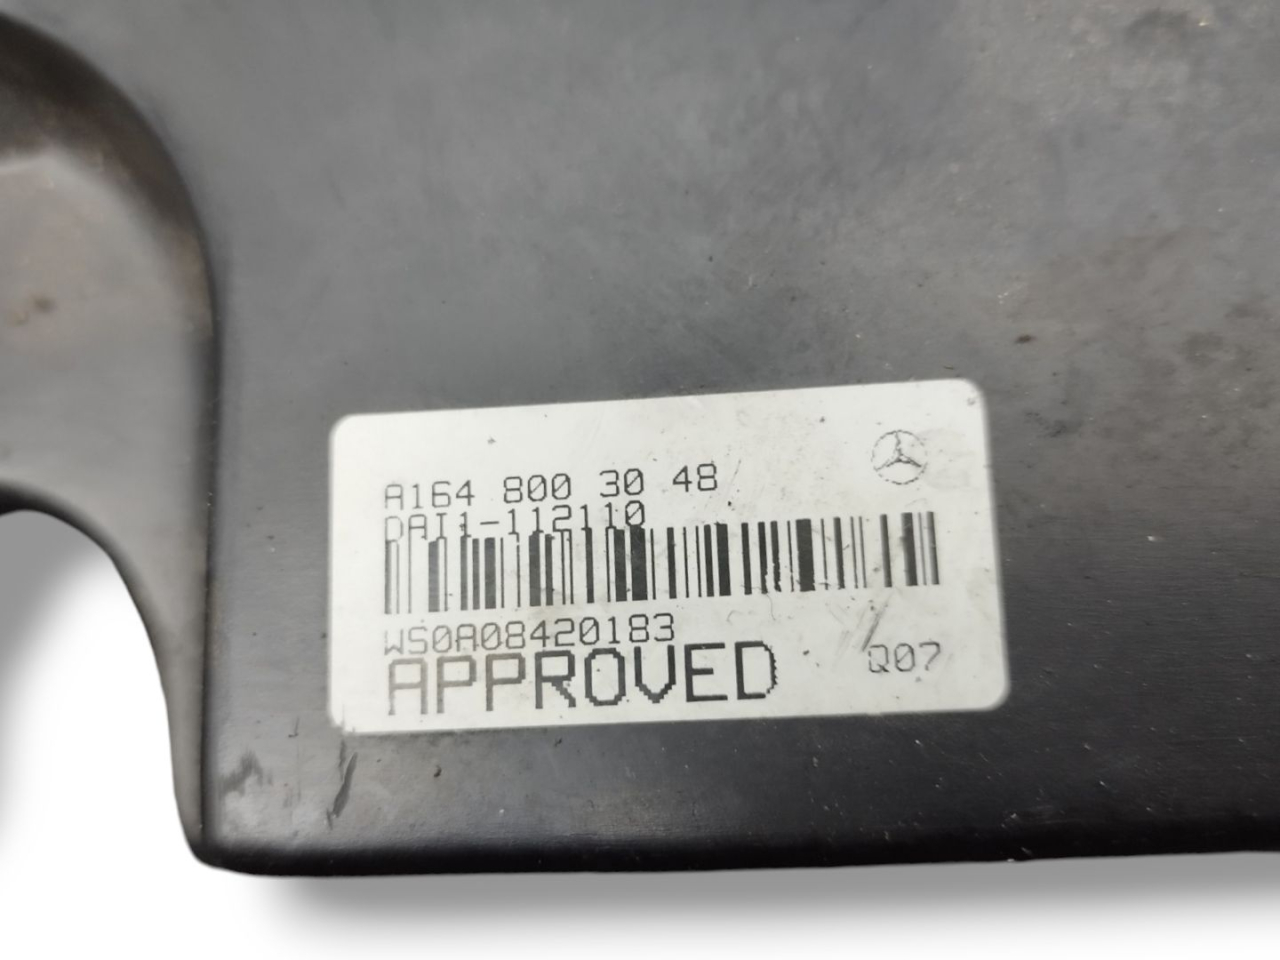 A164 800 30 48
DAI1-112110
WS0A08420183
APPROVED
Q07